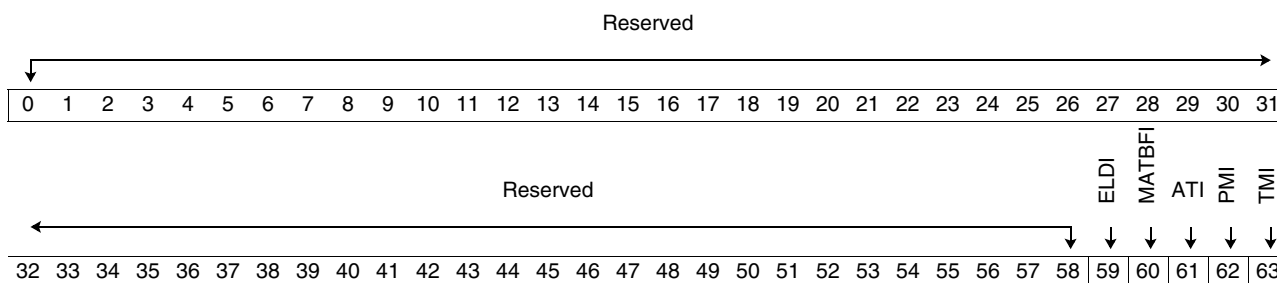 Reserved
0 1 2 3 4 5 6 7 8 9 10 11 12 13 14 15 16 17 18 19 20 21 22 23 24 25 26 27 28 29 30 31
Reserved ELDI MATBFI ATI PMI TMI
32 33 34 35 36 37 38 39 40 41 42 43 44 45 46 47 48 49 50 51 52 53 54 55 56 57 58 59 60 61 62 63